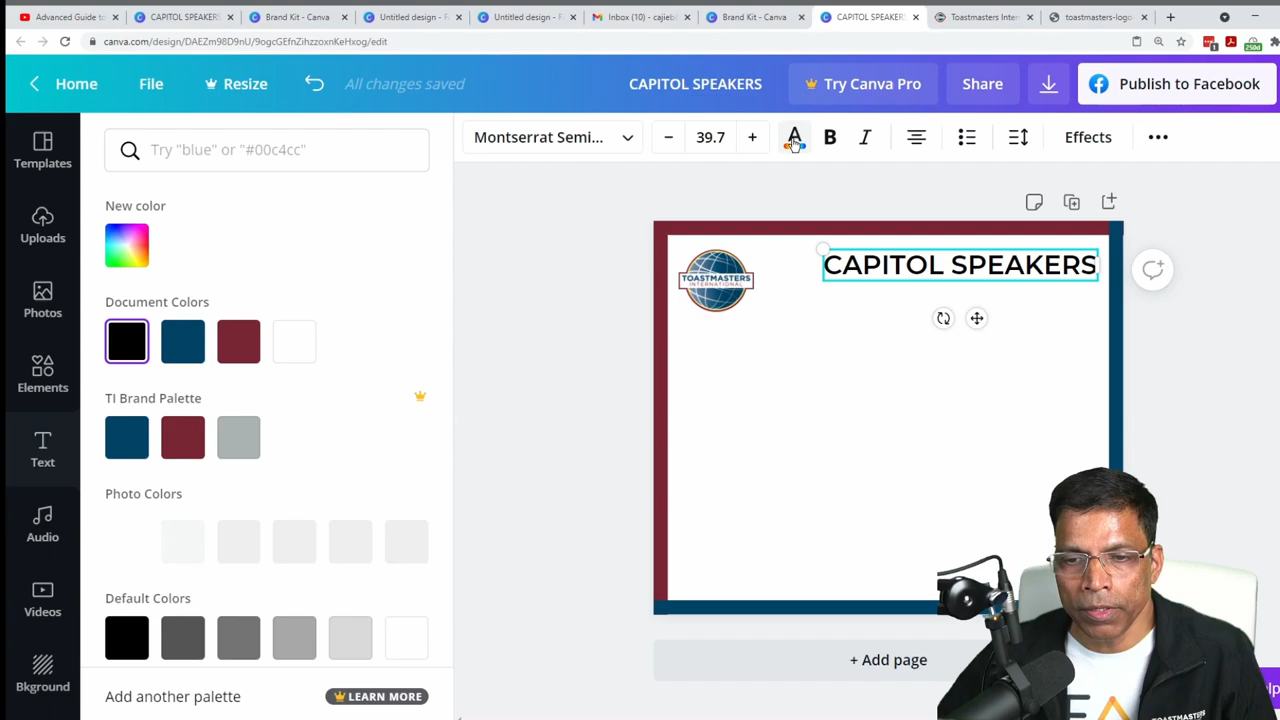 Advanced Guide to
CAPITOL SPEAKERS
Brand Kit - Canva
Untitled design - F
Untitled design - R
Inbox (10) - cajieb
Brand Kit - Canva
CAPITOL SPEAKERS
Toastmasters Inter
toastmasters-logo
canva.com/design/DAEZm98D9nU/9ogcGEfnZihzzoxnKeHxog/edit
250d
Home
File
Resize
All changes saved
CAPITOL SPEAKERS
Try Canva Pro
Share
Publish to Facebook
Templates
Uploads
Photos
Elements
Text
Audio
Videos
Bkground
Try "blue" or "#00c4cc"
New color
Document Colors
TI Brand Palette
Photo Colors
Default Colors
Add another palette
LEARN MORE
Montserrat Semi...
− 39.7 +
A
B
I
Effects
TOASTMASTERS
INTERNATIONAL
CAPITOL SPEAKERS
+ Add page
TOASTMASTERS